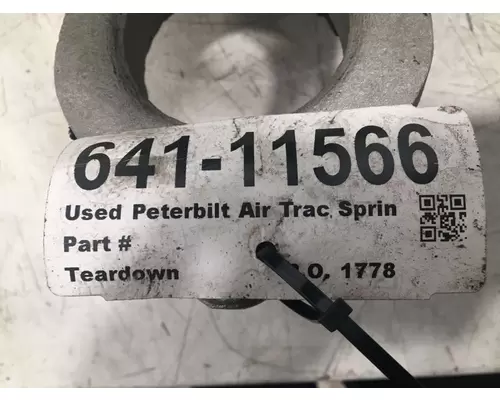 641-11566
Used Peterbilt Air Trac Sprin
Part #
Teardown .O. 1778